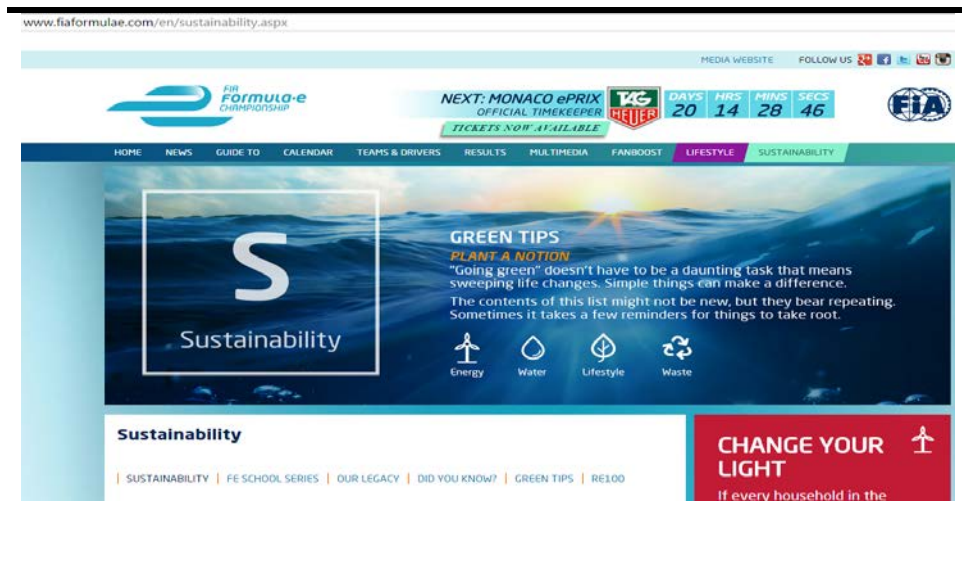 www.fiaformulae.com/en/sustainability.aspx
MEDIA WEBSITE FOLLOW US
FIA
FORMULA-E
CHAMPIONSHIP
NEXT: MONACO ePRIX
OFFICIAL TIMEKEEPER
TICKETS NOW AVAILABLE
TAG
HEUER
DAYS HRS MINS SECS
20 14 28 46
FIA
HOME NEWS GUIDE TO CALENDAR TEAMS & DRIVERS RESULTS MULTIMEDIA FANBOOST LIFESTYLE SUSTAINABILITY
S
Sustainability
GREEN TIPS
PLANT A NOTION
"Going green" doesn't have to be a daunting task that means
sweeping life changes. Simple things can make a difference.
The contents of this list might not be new, but they bear repeating.
Sometimes it takes a few reminders for things to take root.
Energy Water Lifestyle Waste
Sustainability
| SUSTAINABILITY | FE SCHOOL SERIES | OUR LEGACY | DID YOU KNOW? | GREEN TIPS | RE100
CHANGE YOUR
LIGHT
If every household in the